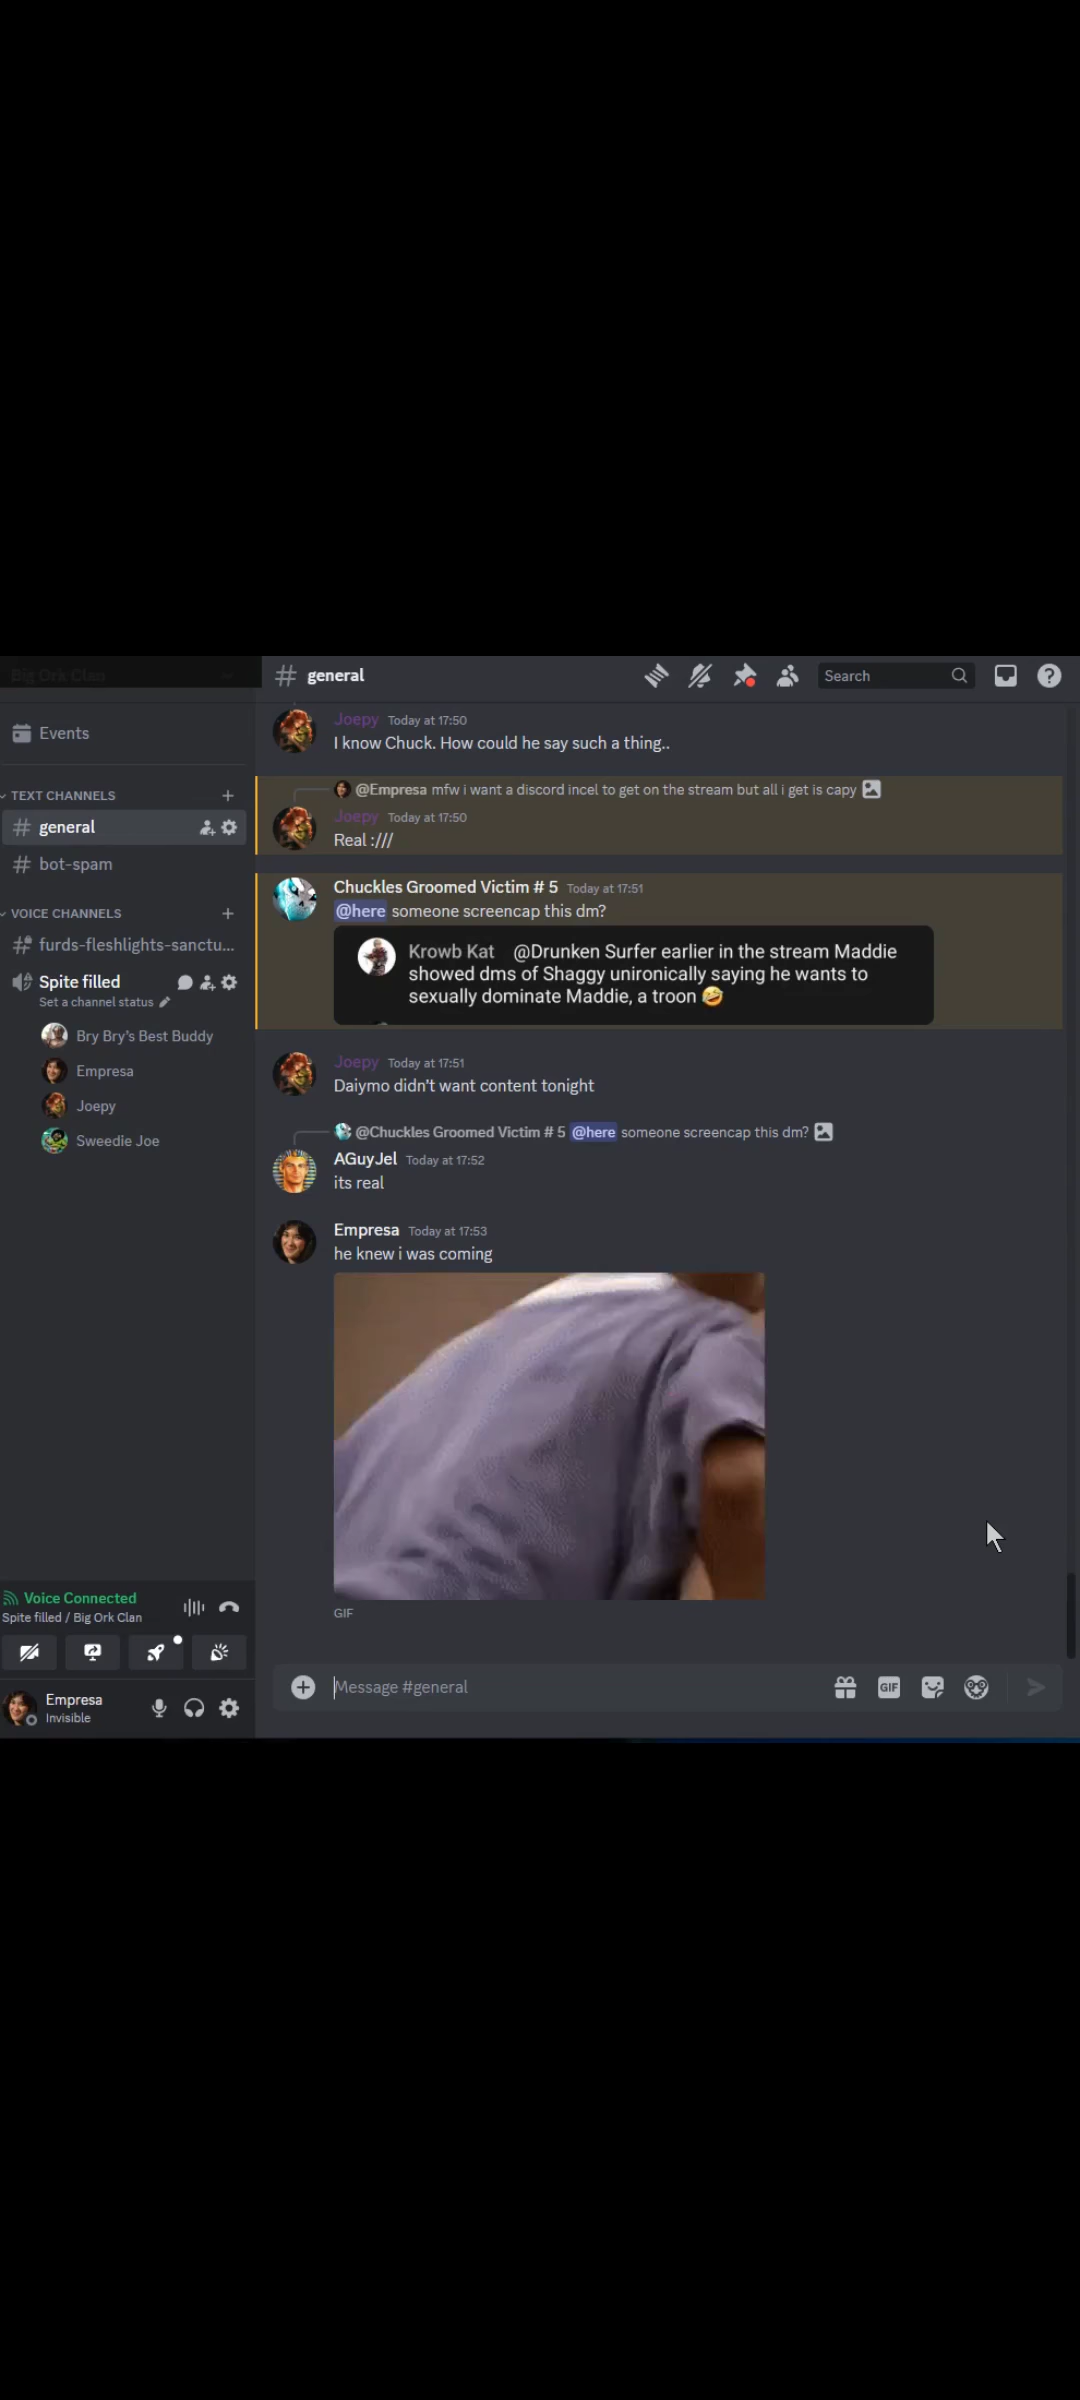 Big Ork Clan
Events
TEXT CHANNELS
general
bot-spam
VOICE CHANNELS
furds-fleshlights-sanctu...
Spite filled
Set a channel status
Bry Bry's Best Buddy
Empresa
Joepy
Sweedie Joe
Voice Connected
Spite filled / Big Ork Clan
Empresa
Invisible
# general
Search
Joepy Today at 17:50
I know Chuck. How could he say such a thing..
@Empresa mfw i want a discord incel to get on the stream but all i get is capy
Joepy Today at 17:50
Real :///
Chuckles Groomed Victim # 5 Today at 17:51
@here someone screencap this dm?
Krowb Kat @Drunken Surfer earlier in the stream Maddie
showed dms of Shaggy unironically saying he wants to
sexually dominate Maddie, a troon 🤣
Joepy Today at 17:51
Daiymo didn't want content tonight
@Chuckles Groomed Victim # 5 @here someone screencap this dm?
AGuyJel Today at 17:52
its real
Empresa Today at 17:53
he knew i was coming
GIF
Message #general
GIF